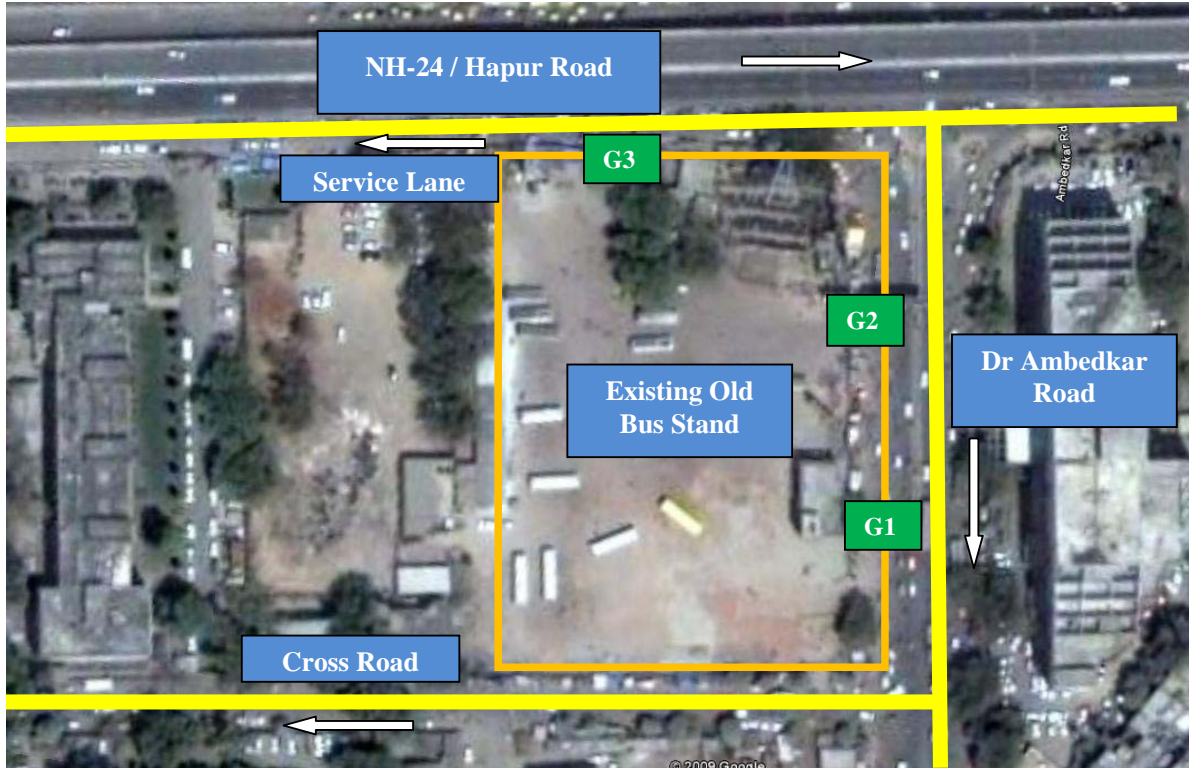 NH-24 / Hapur Road
G3
Service Lane
Ambedkar Rd
G2
Dr Ambedkar
Road
Existing Old
Bus Stand
G1
Cross Road
© 2009 Google